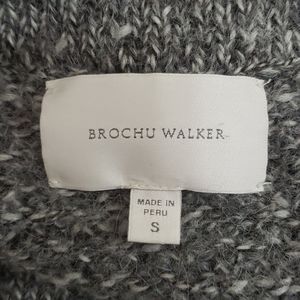 BROCHU WALKER
MADE IN
PERU
S